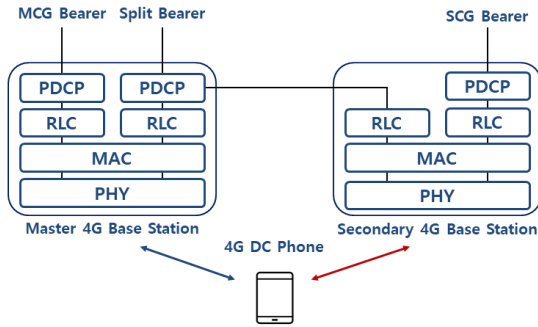 MCG Bearer Split Bearer SCG Bearer
PDCP PDCP PDCP
RLC RLC RLC RLC
MAC MAC
PHY PHY
Master 4G Base Station Secondary 4G Base Station
4G DC Phone